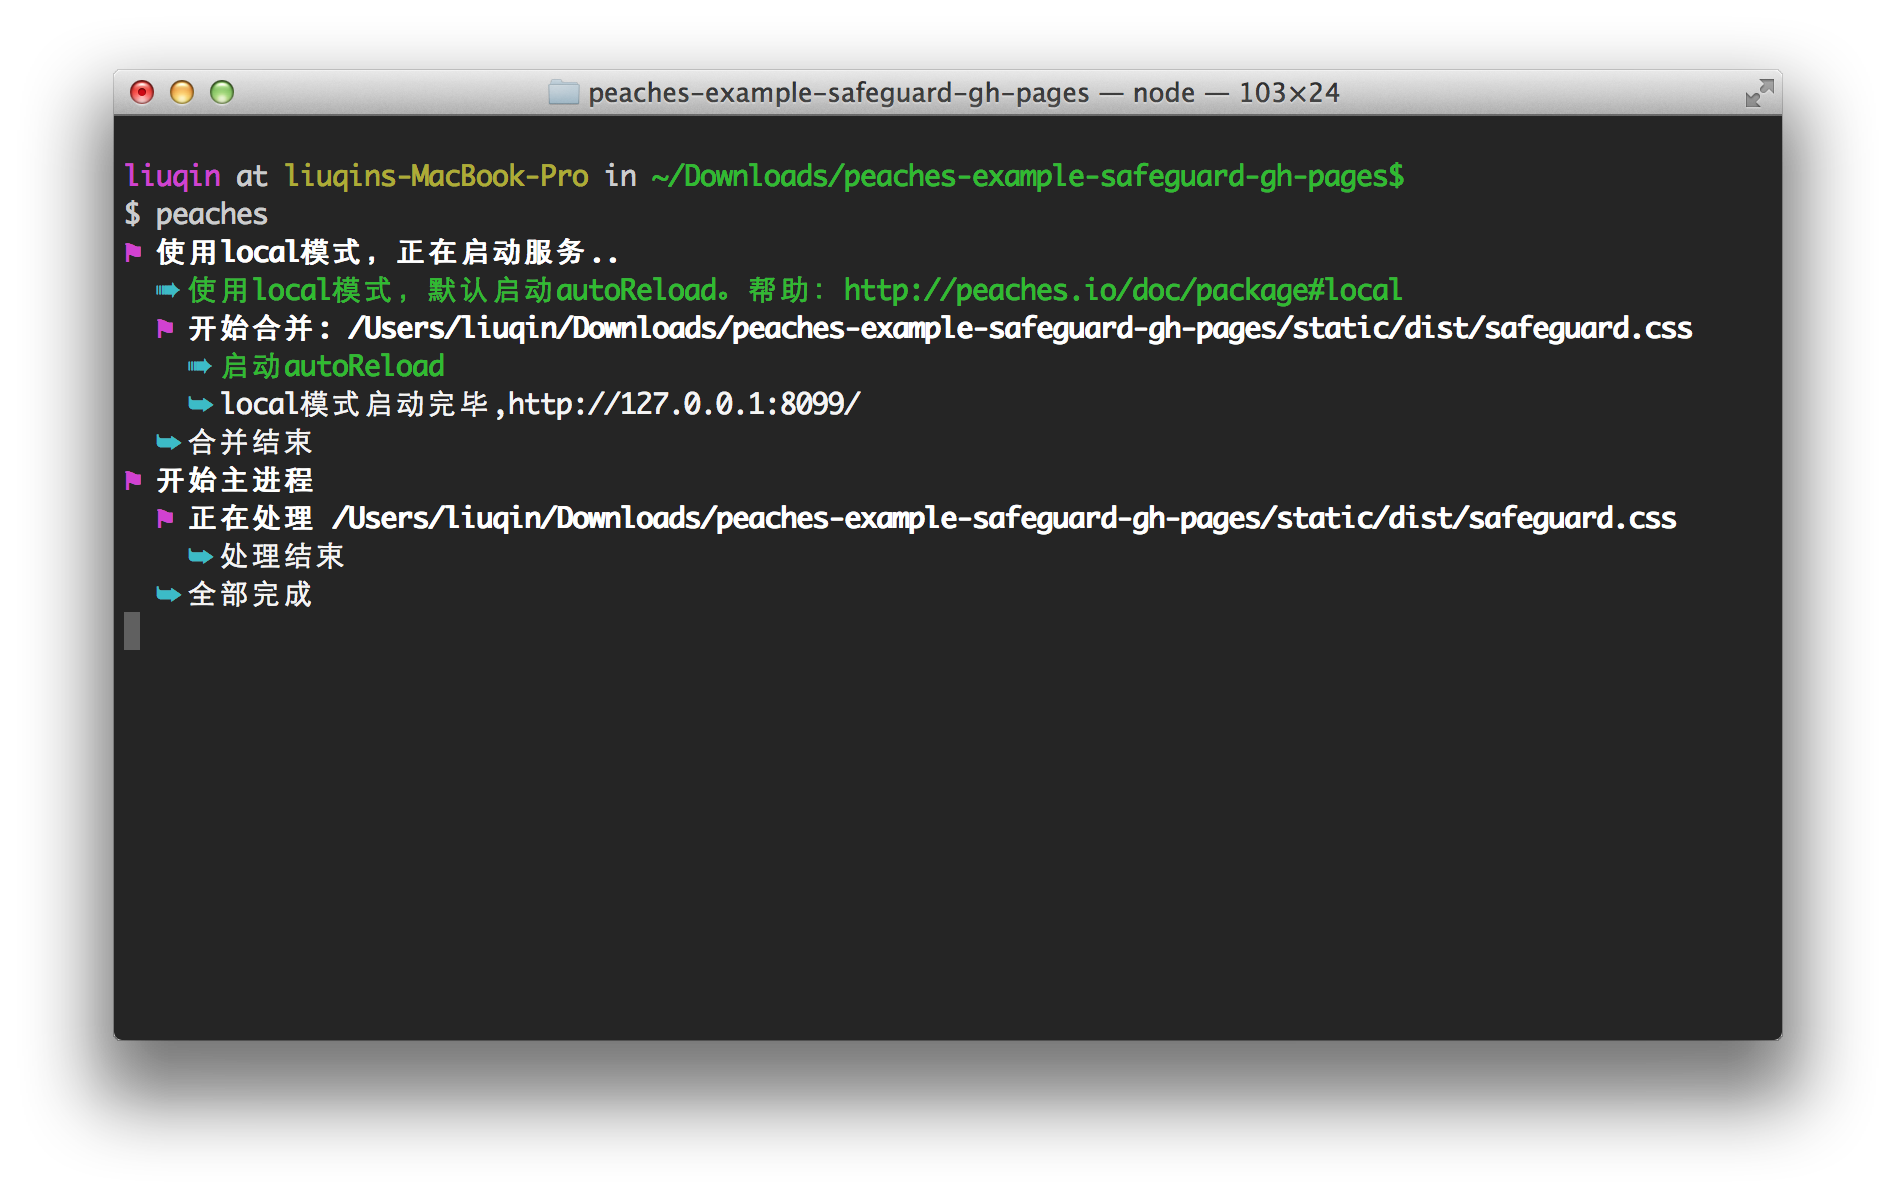 peaches-example-safeguard-gh-pages — node — 103×24
liuqin at liuqins-MacBook-Pro in ~/Downloads/peaches-example-safeguard-gh-pages$
$ peaches
⚑ 使用local模式，正在启动服务..
➠ 使用local模式，默认启动autoReload。帮助：http://peaches.io/doc/package#local
⚑ 开始合并：/Users/liuqin/Downloads/peaches-example-safeguard-gh-pages/static/dist/safeguard.css
➠ 启动autoReload
➥ local模式启动完毕,http://127.0.0.1:8099/
➥ 合并结束
⚑ 开始主进程
⚑ 正在处理 /Users/liuqin/Downloads/peaches-example-safeguard-gh-pages/static/dist/safeguard.css
➥ 处理结束
➥ 全部完成